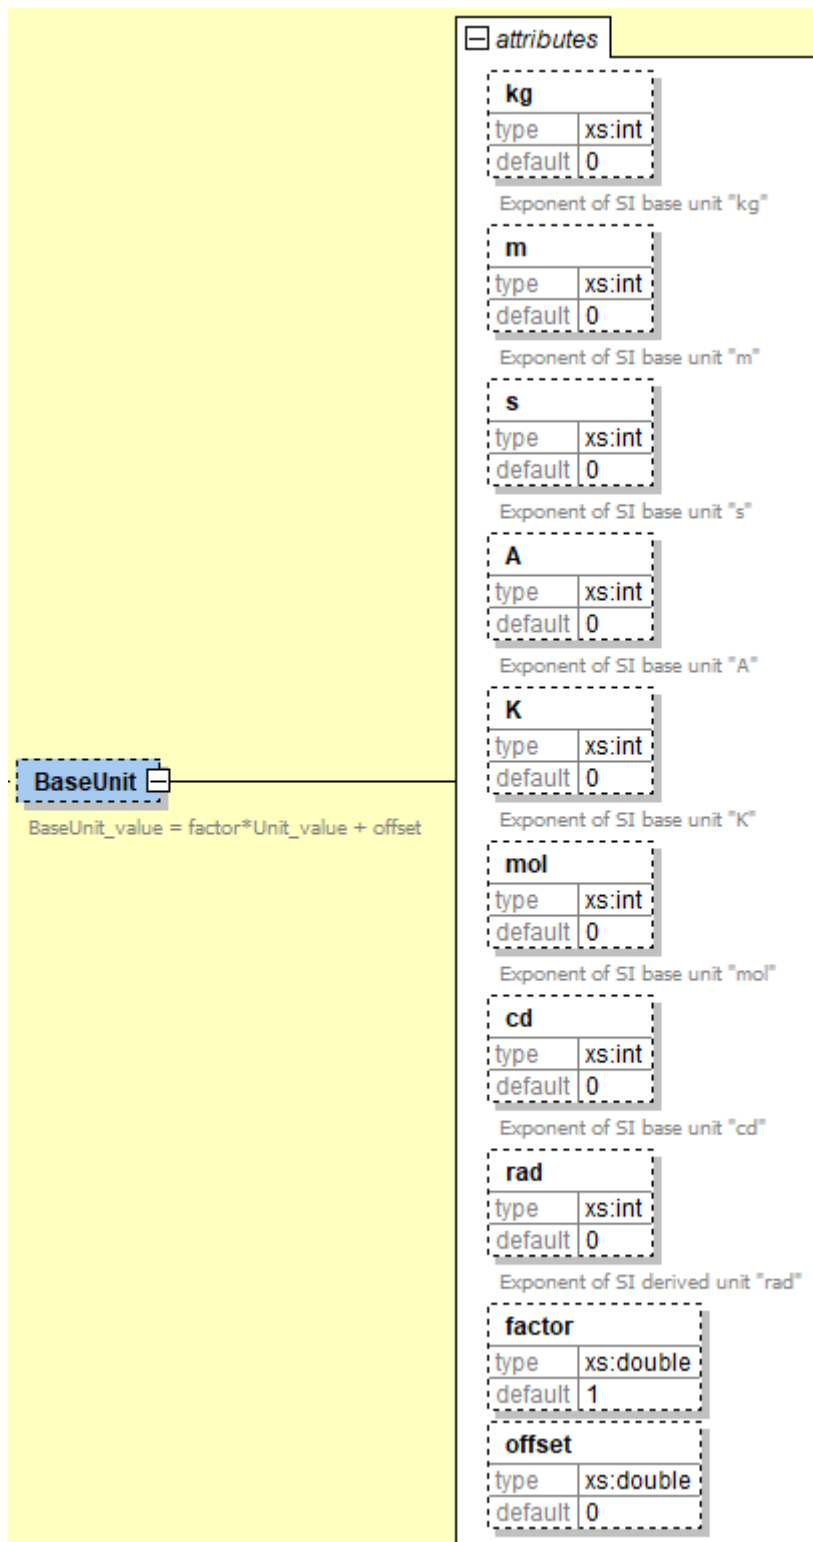 attributes
kg
type xs:int
default 0
Exponent of SI base unit "kg"
m
type xs:int
default 0
Exponent of SI base unit "m"
s
type xs:int
default 0
Exponent of SI base unit "s"
A
type xs:int
default 0
Exponent of SI base unit "A"
K
type xs:int
default 0
Exponent of SI base unit "K"
BaseUnit
BaseUnit_value = factor*Unit_value + offset
mol
type xs:int
default 0
Exponent of SI base unit "mol"
cd
type xs:int
default 0
Exponent of SI base unit "cd"
rad
type xs:int
default 0
Exponent of SI derived unit "rad"
factor
type xs:double
default 1
offset
type xs:double
default 0